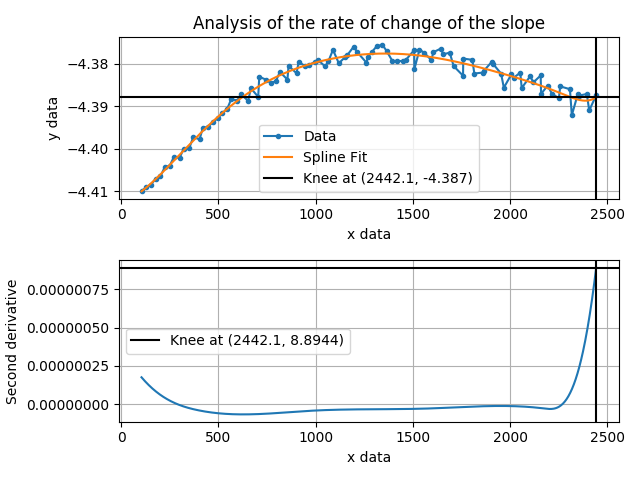 Analysis of the rate of change of the slope
−4.38
−4.39
−4.40
−4.41
y data
Data
Spline Fit
Knee at (2442.1, -4.387)
0
500
1000
1500
2000
2500
x data
0.00000075
0.00000050
0.00000025
0.00000000
Second derivative
Knee at (2442.1, 8.8944)
0
500
1000
1500
2000
2500
x data